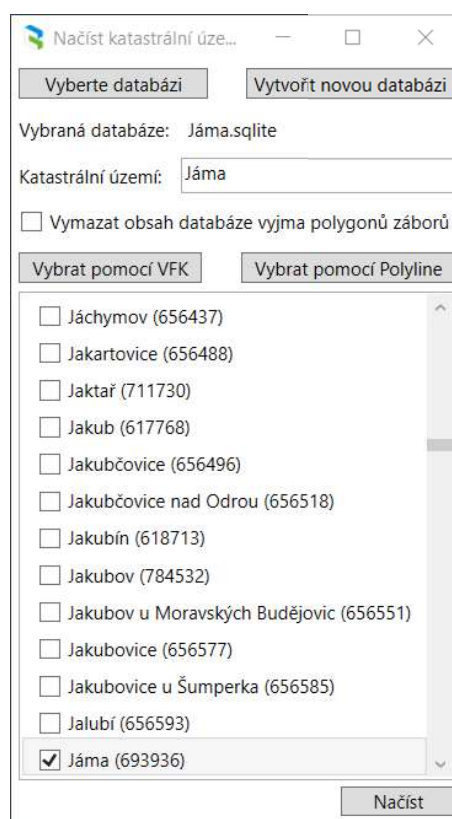 Načíst katastrální úze...
Vyberte databázi
Vytvořt novou databázi
Vybraná databáze: Jáma.sqlite
Katastrální území: Jáma
Vymazat obsah databáze vyjma polygonů záborů
Vybrat pomocí VFK
Vybrat pomocí Polyline
Jáchymov (656437)
Jakartovice (656488)
Jaktař (711730)
Jakub (617768)
Jakubčovice (656496)
Jakubčovice nad Odrou (656518)
Jakubín (618713)
Jakubov (784532)
Jakubov u Moravských Budějovic (656551)
Jakubovice (656577)
Jakubovice u Šumperka (656585)
Jalubí (656593)
Jáma (693936)
Načíst